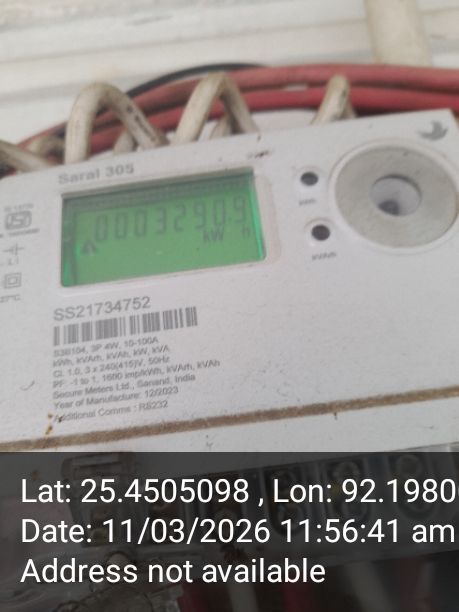 Saral 305
00032909
kW h
kWh
kVArh
SS21734752
S3B104, 3P 4W, 10-100A
kWh, kVArh, kVAh, kW, kVA
Cl. 1.0, 3 x 240(415)V, 50Hz
PF: -1 to 1, 1600 imp/kWh, kVArh, kVAh
Secure Meters Ltd., Sanand, India
Year of Manufacture: 12/2023
Additional Comms : RS232
Lat: 25.4505098 , Lon: 92.1980
Date: 11/03/2026 11:56:41 am
Address not available